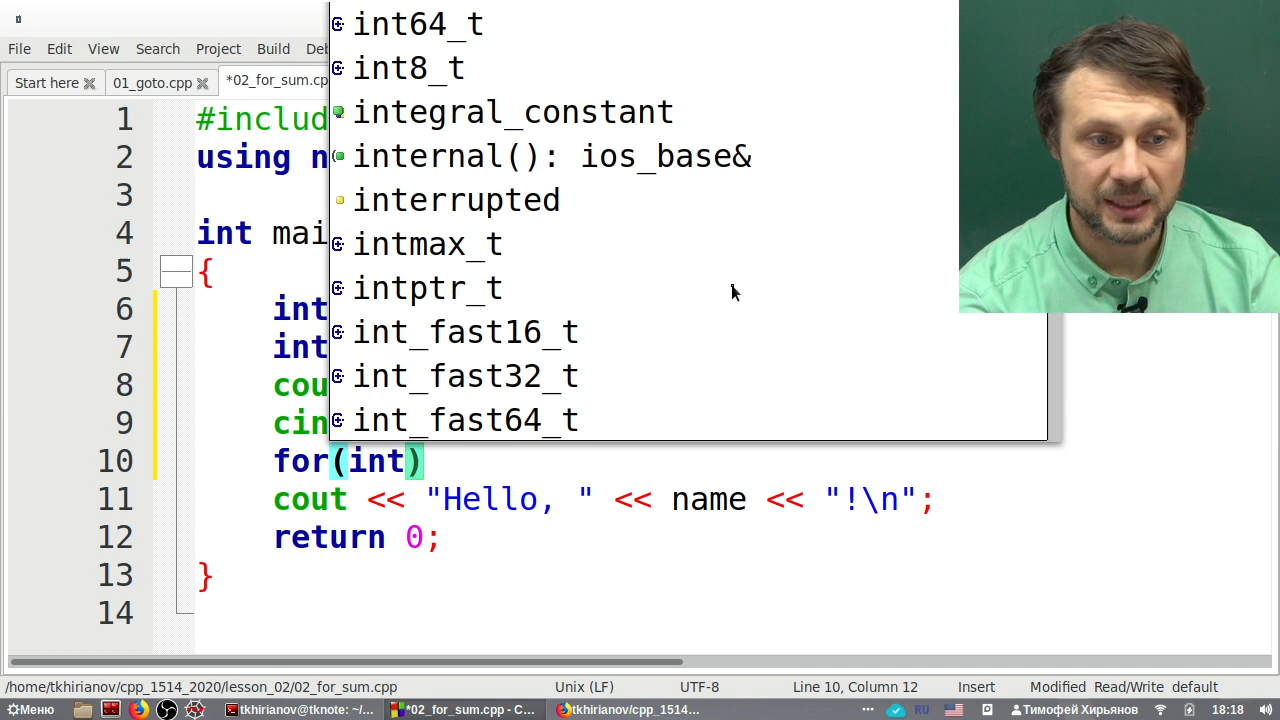 File Edit View Search Project Build Deb
Start here 01_goto.cpp *02_for_sum.cp
int64_t
int8_t
integral_constant
internal(): ios_base&
interrupted
intmax_t
intptr_t
int_fast16_t
int_fast32_t
int_fast64_t
1 #includ
2 using n
3
4 int mai
5 {
6 int
7 int
8 cou
9 cin
10 for(int)
11 cout << "Hello, " << name << "!\n";
12 return 0;
13 }
14
/home/tkhirianov/cpp_1514_2020/lesson_02/02_for_sum.cpp Unix (LF) UTF-8 Line 10, Column 12 Insert Modified Read/Write default
Меню tkhirianov@tknote: ~/... *02_for_sum.cpp - C... tkhirianov/cpp_1514... RU Тимофей Хирьянов 18:18